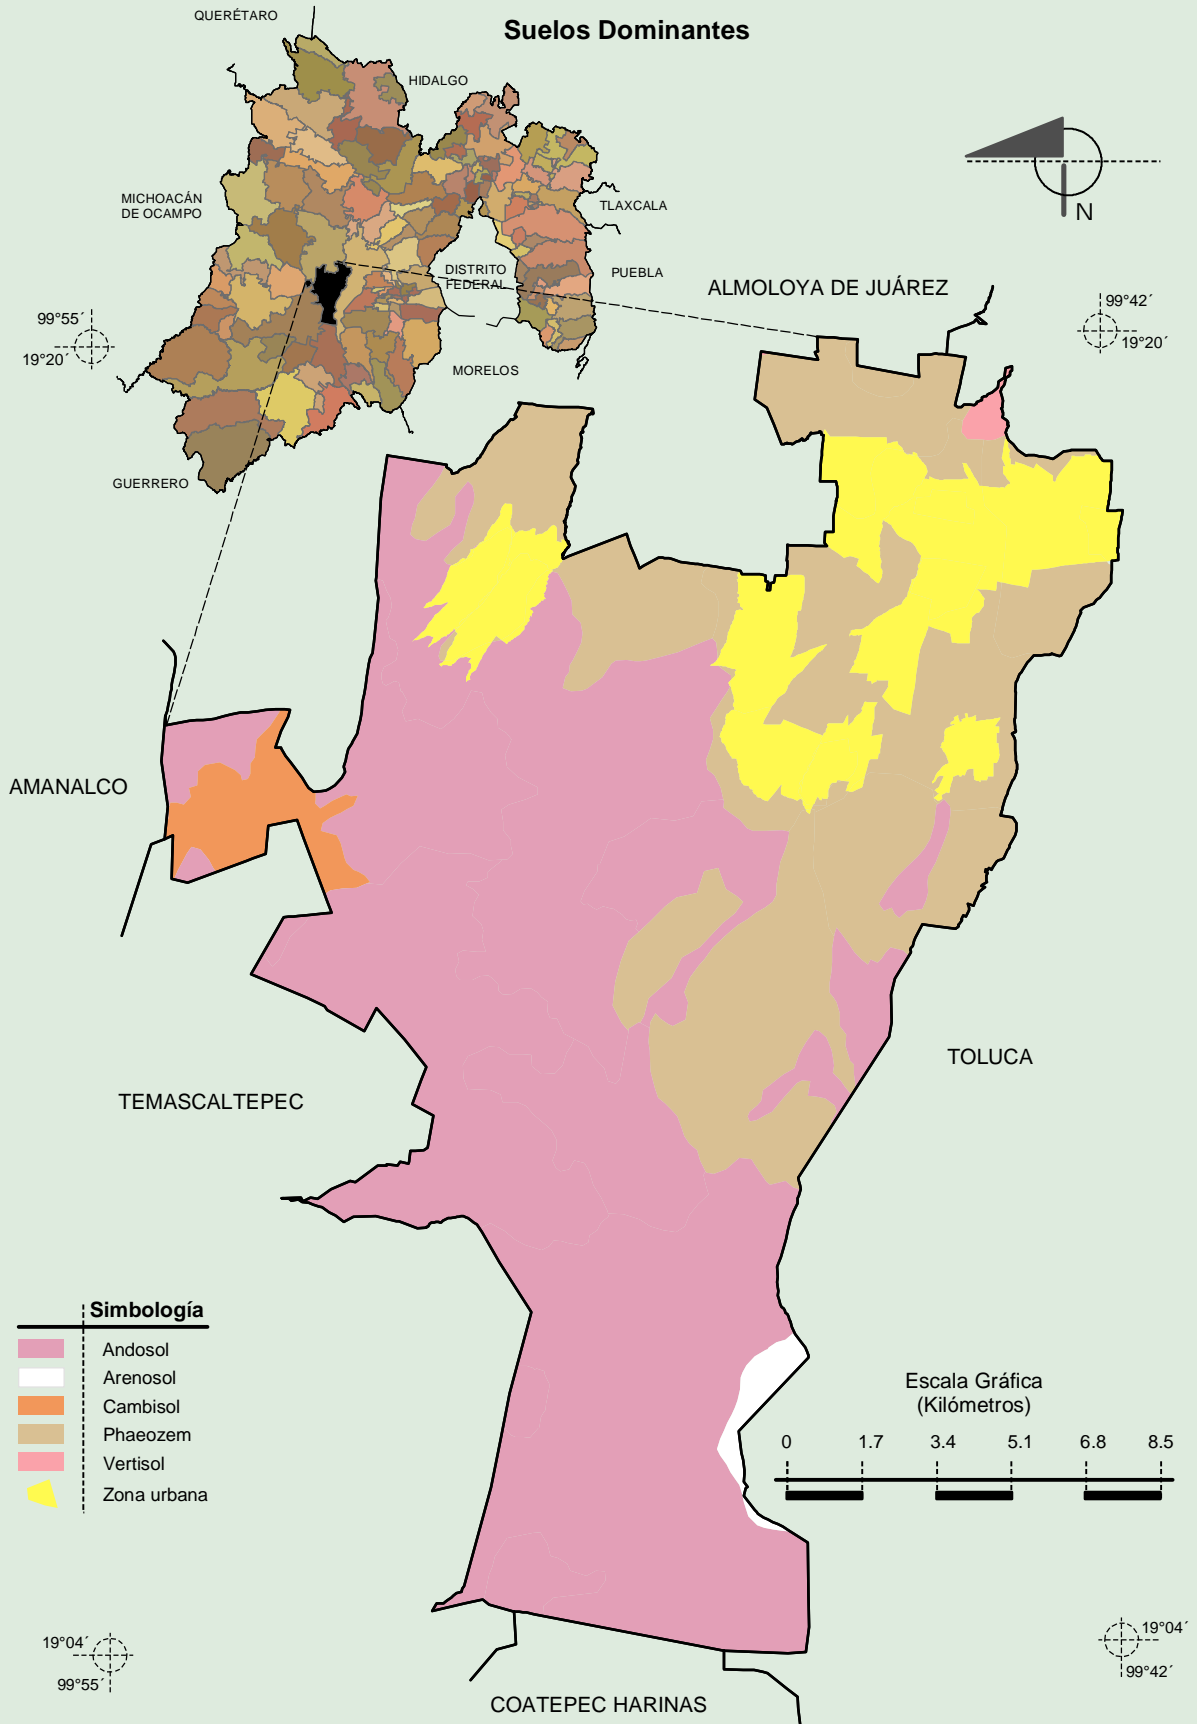 Suelos Dominantes
QUERÉTARO
HIDALGO
MICHOACÁN
DE OCAMPO
TLAXCALA
DISTRITO
FEDERAL
PUEBLA
MORELOS
GUERRERO
N
99°55´
19°20´
99°42´
19°20´
ALMOLOYA DE JUÁREZ
AMANALCO
TEMASCALTEPEC
TOLUCA
Simbología
Andosol
Arenosol
Cambisol
Phaeozem
Vertisol
Zona urbana
Escala Gráfica
(Kilómetros)
0 1.7 3.4 5.1 6.8 8.5
19°04´
99°55´
19°04´
99°42´
COATEPEC HARINAS